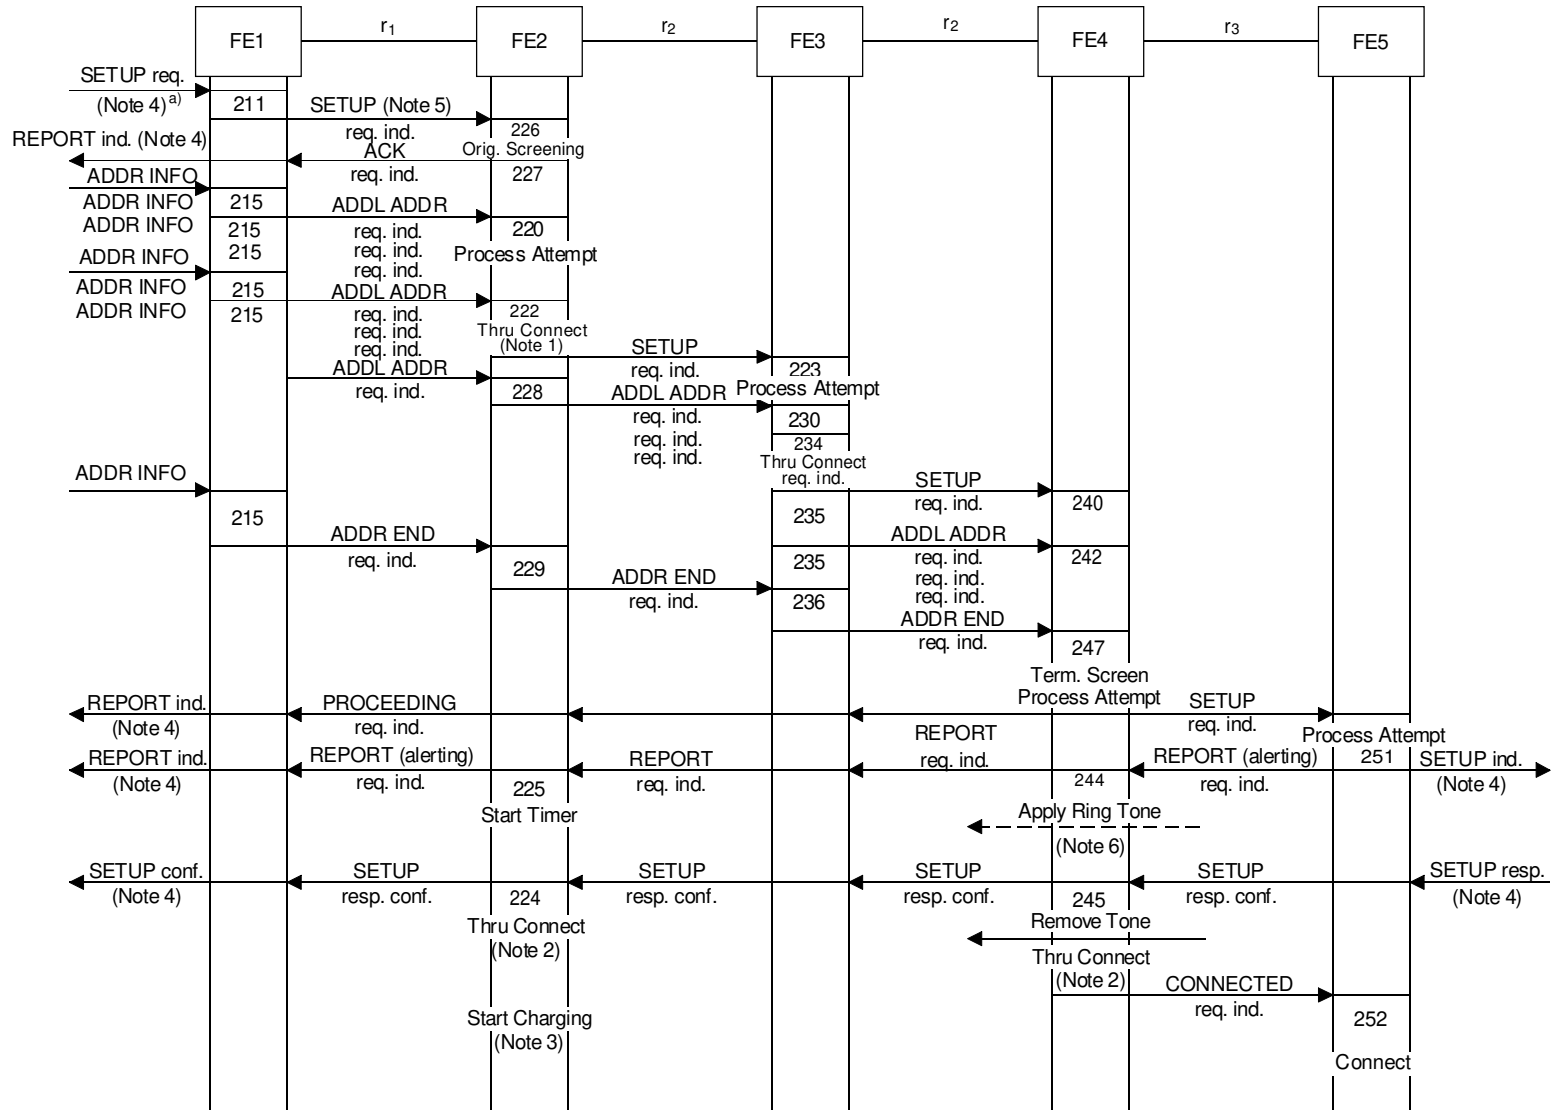 FE1 r1 FE2 r2 FE3 r2 FE4 r3 FE5
SETUP req.
(Note 4)a) 211 SETUP (Note 5)
req. ind. 226
REPORT ind. (Note 4) ACK Orig. Screening
req. ind. 227
ADDR INFO
ADDR INFO 215 ADDL ADDR
ADDR INFO 215 req. ind. 220
215 req. ind. Process Attempt
ADDR INFO req. ind.
ADDR INFO 215 ADDL ADDR
ADDR INFO 215 req. ind. 222
req. ind. Thru Connect
req. ind. (Note 1) SETUP
ADDL ADDR req. ind. 223
req. ind. 228 ADDL ADDR Process Attempt
req. ind. 230
req. ind. 234
req. ind. Thru Connect
ADDR INFO req. ind. SETUP
req. ind. 240
215 235
ADDR END ADDL ADDR
req. ind. 235 req. ind. 242
229 ADDR END req. ind.
req. ind. 236 req. ind.
ADDR END
req. ind. 247
Term. Screen
Process Attempt
REPORT ind. PROCEEDING SETUP
(Note 4) req. ind. req. ind.
REPORT Process Attempt
REPORT ind. REPORT (alerting) REPORT req. ind. REPORT (alerting) 251 SETUP ind.
(Note 4) req. ind. 225 req. ind. 244 req. ind. (Note 4)
Start Timer Apply Ring Tone
(Note 6)
SETUP conf. SETUP SETUP SETUP SETUP SETUP resp.
(Note 4) resp. conf. 224 resp. conf. resp. conf. 245 resp. conf. (Note 4)
Thru Connect Remove Tone
(Note 2) Thru Connect
(Note 2) CONNECTED
req. ind. 252
Start Charging
(Note 3)
Connect